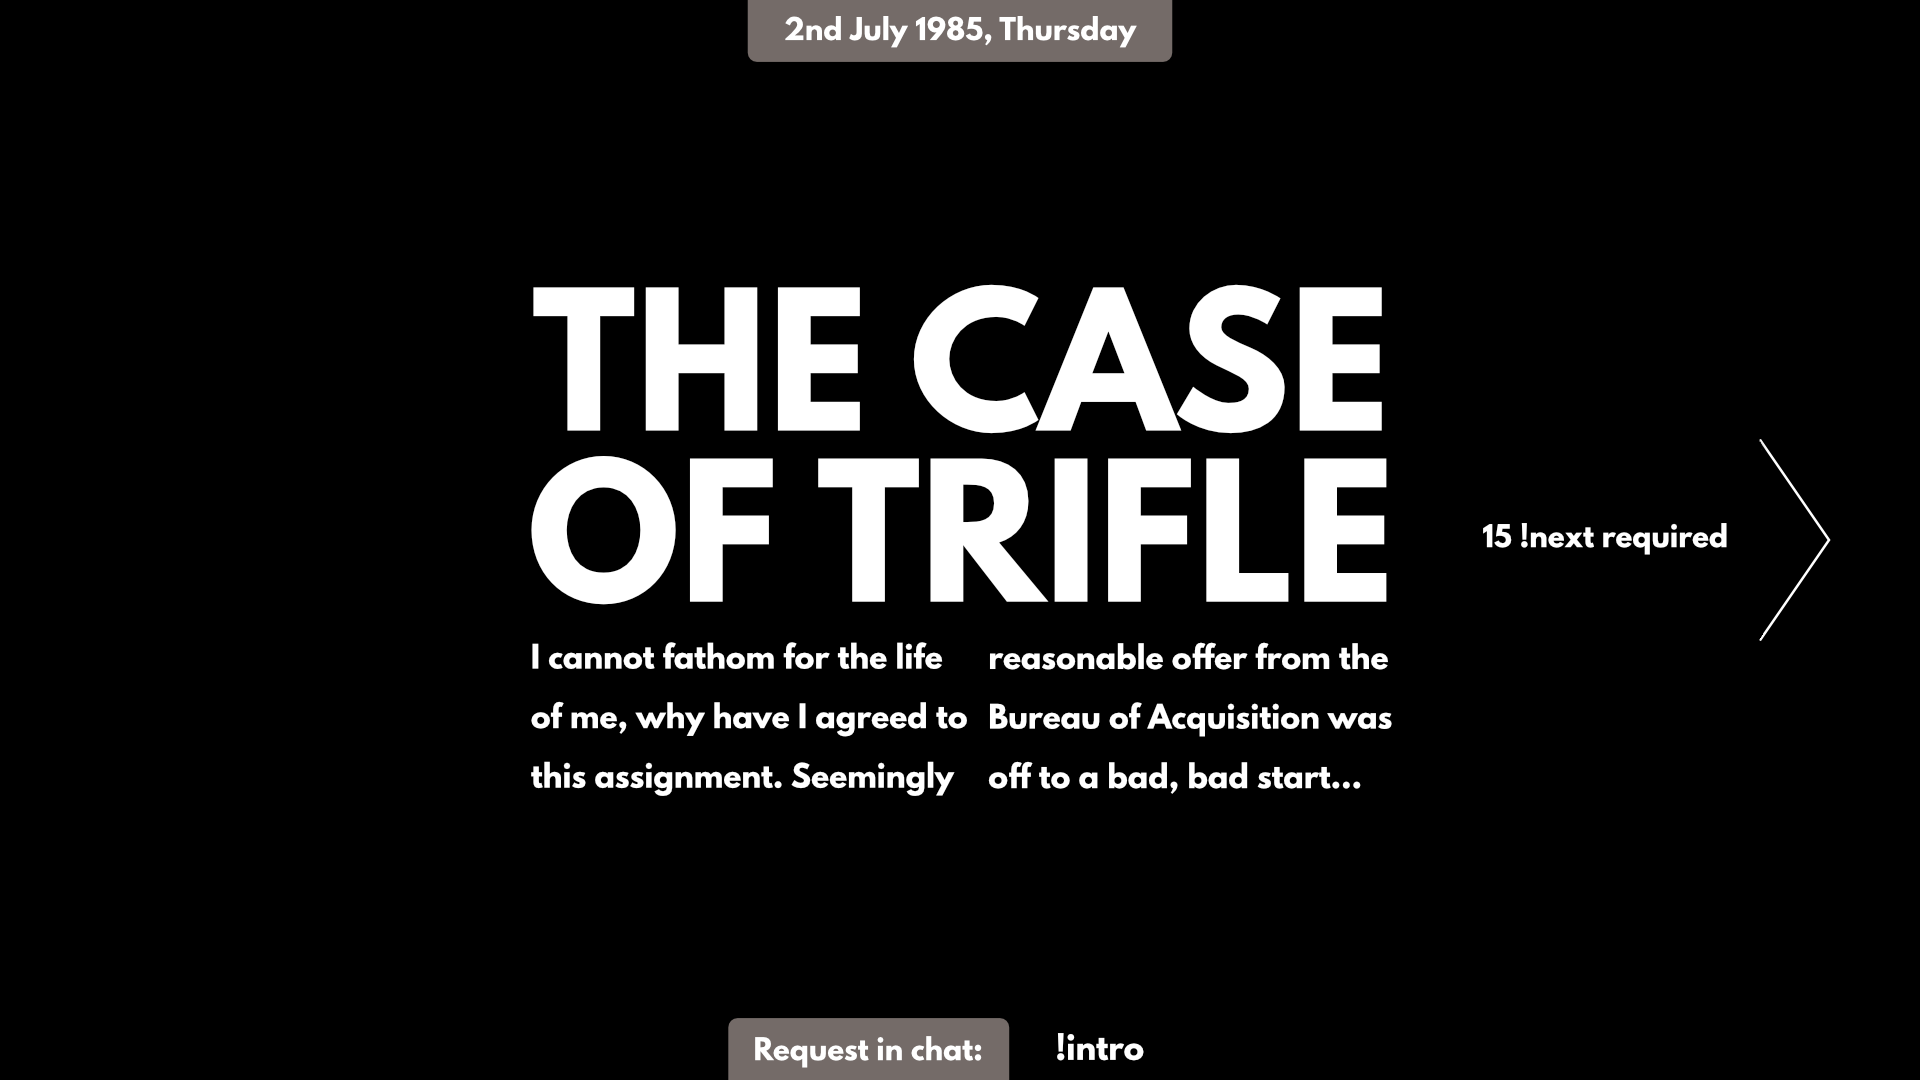 2nd July 1985, Thursday
THE CASE
OF TRIFLE
I cannot fathom for the life
of me, why have I agreed to
this assignment. Seemingly
reasonable offer from the
Bureau of Acquisition was
off to a bad, bad start...
15 !next required
Request in chat:
!intro